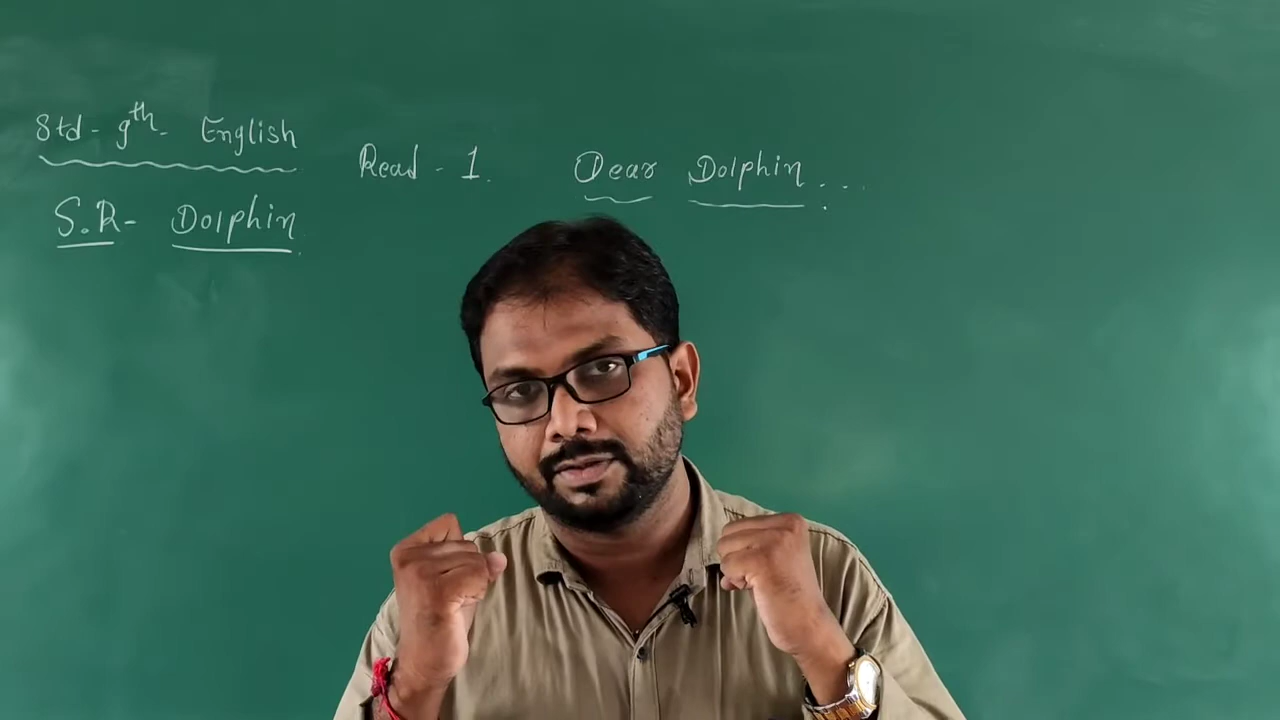 Std - 9th - English
S.R - Dolphin
Read - 1.
Dear Dolphin...